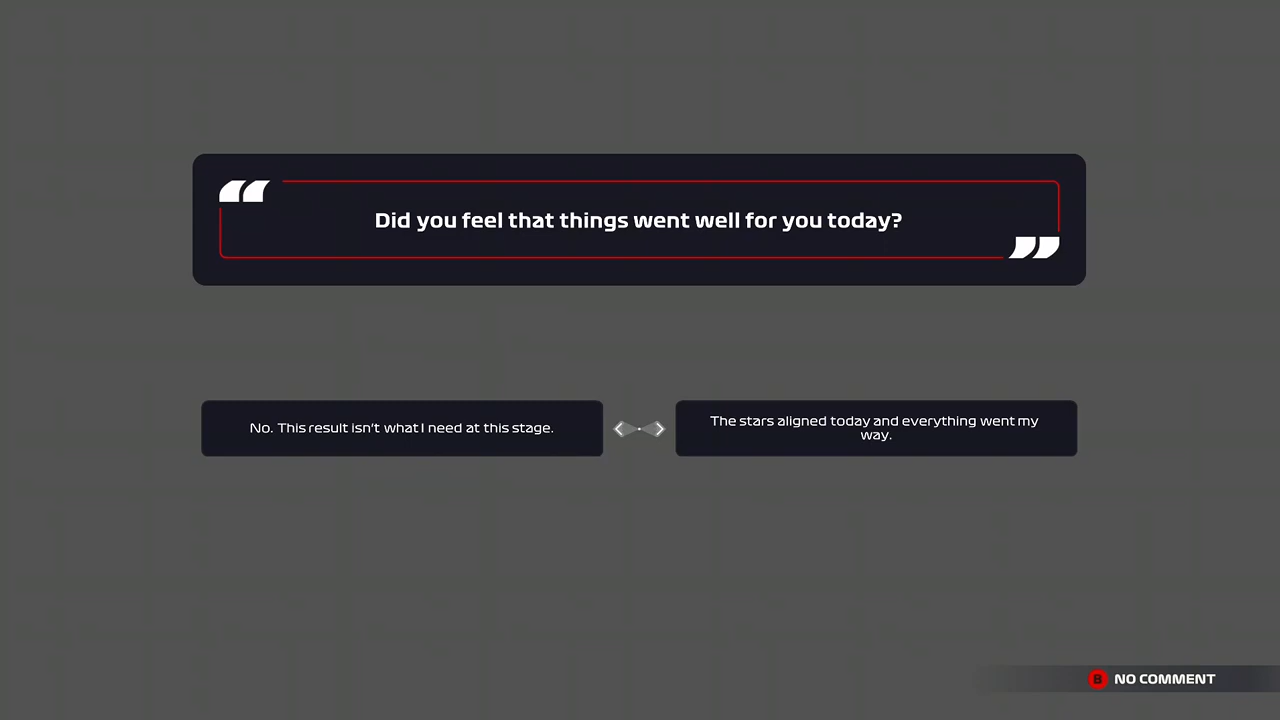 Did you feel that things went well for you today?
No. This result isn't what I need at this stage.
The stars aligned today and everything went my
way.
B NO COMMENT